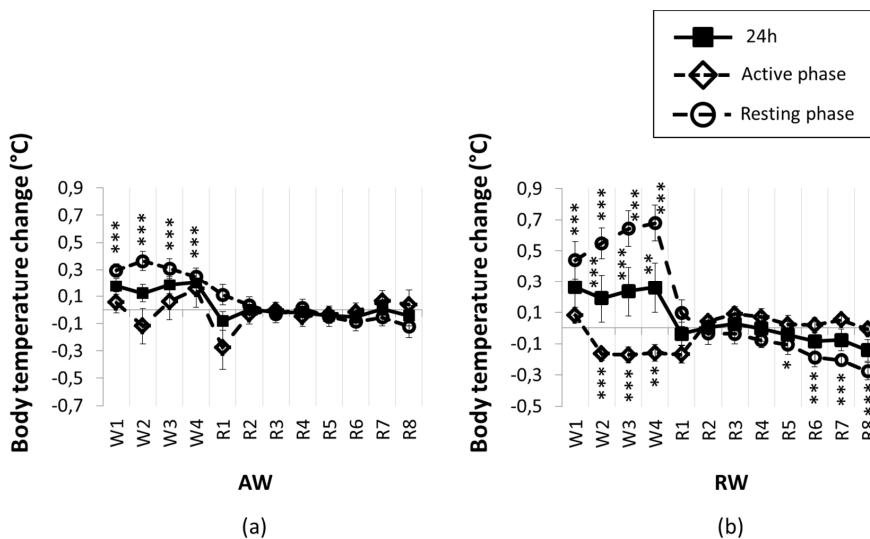 24h
Active phase
Resting phase
Body temperature change (°C)
0,9
0,7
0,5
0,3
0,1
-0,1
-0,3
-0,5
-0,7
***
***
***
***
W1
W2
W3
W4
R1
R2
R3
R4
R5
R6
R7
R8
AW
(a)
Body temperature change (°C)
0,9
0,7
0,5
0,3
0,1
-0,1
-0,3
-0,5
***
***
***
***
***
***
**
***
***
**
*
***
***
***
W1
W2
W3
W4
R1
R2
R3
R4
R5
R6
R7
R8
RW
(b)